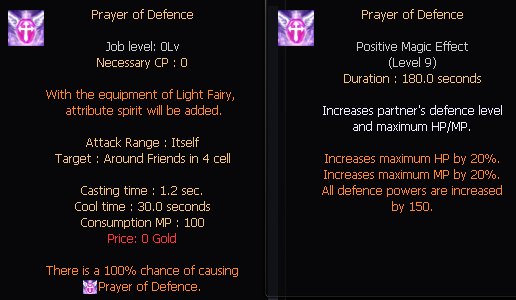 Prayer of Defence
Job level: 0Lv
Necessary CP : 0
With the equipment of Light Fairy,
attribute spirit will be added.
Attack Range : Itself
Target : Around Friends in 4 cell
Casting time : 1.2 sec.
Cool time : 30.0 seconds
Consumption MP : 100
Price: 0 Gold
There is a 100% chance of causing
Prayer of Defence.
Prayer of Defence
Positive Magic Effect
(Level 9)
Duration : 180.0 seconds
Increases partner's defence level
and maximum HP/MP.
Increases maximum HP by 20%.
Increases maximum MP by 20%.
All defence powers are increased
by 150.